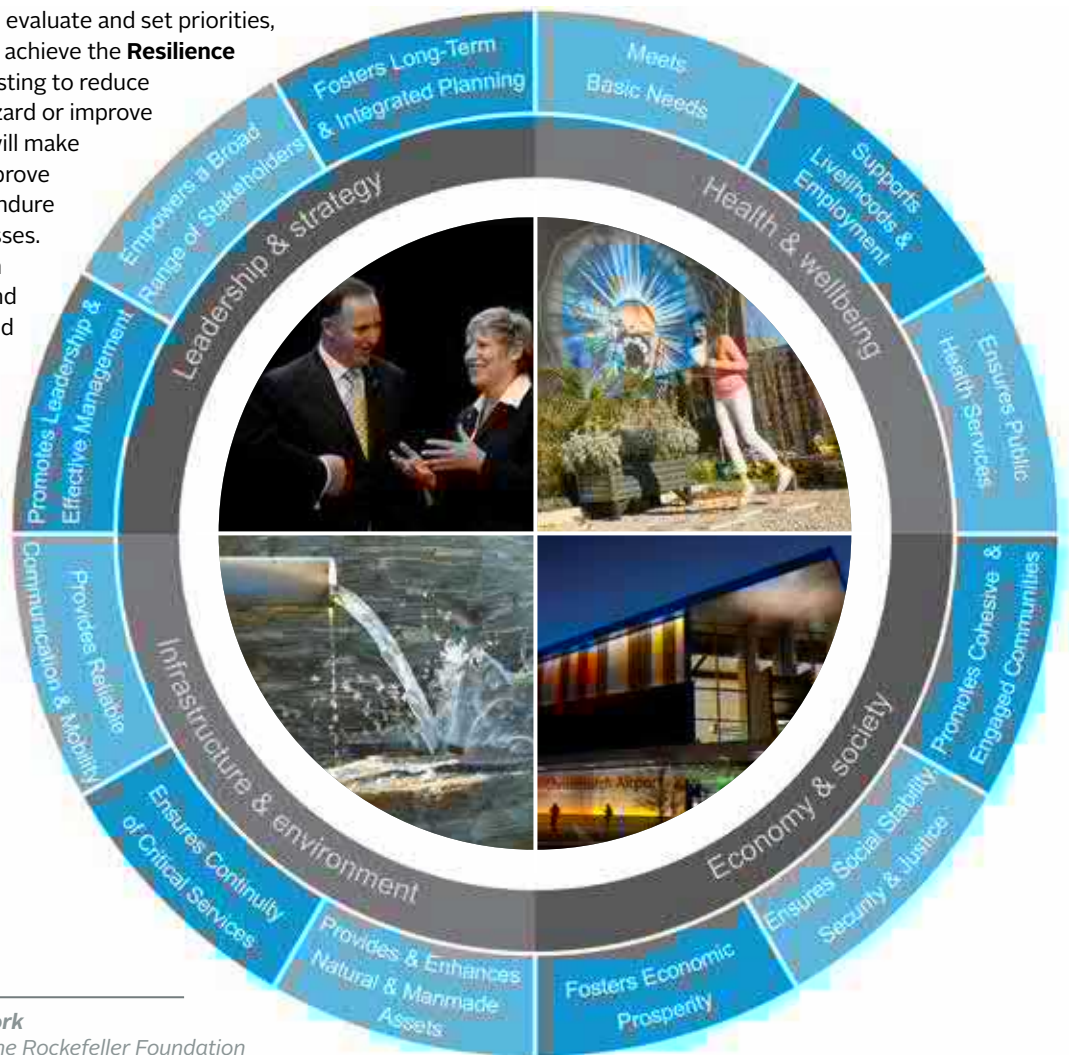 evaluate and set priorities,
achieve the Resilience
sting to reduce
zard or improve
vill make
prove
ndure
sses.
nd
d
Fosters Long-Term
& Integrated Planning
Meets
Basic Needs
Supports
Livelihoods &
Employment
Ensures Public
Health Services
Promotes Cohesive &
Engaged Communities
Ensures Social Stability,
Security & Justice
Fosters Economic
Prosperity
Provides & Enhances
Natural & Manmade
Assets
Ensures Continuity
of Critical Services
Provides Reliable
Communication & Mobility
Promotes Leadership &
Effective Management
Empowers a Broad
Range of Stakeholders
Leadership & strategy
Health & wellbeing
Economy & society
Infrastructure & environment
Airport
ork
he Rockefeller Foundation